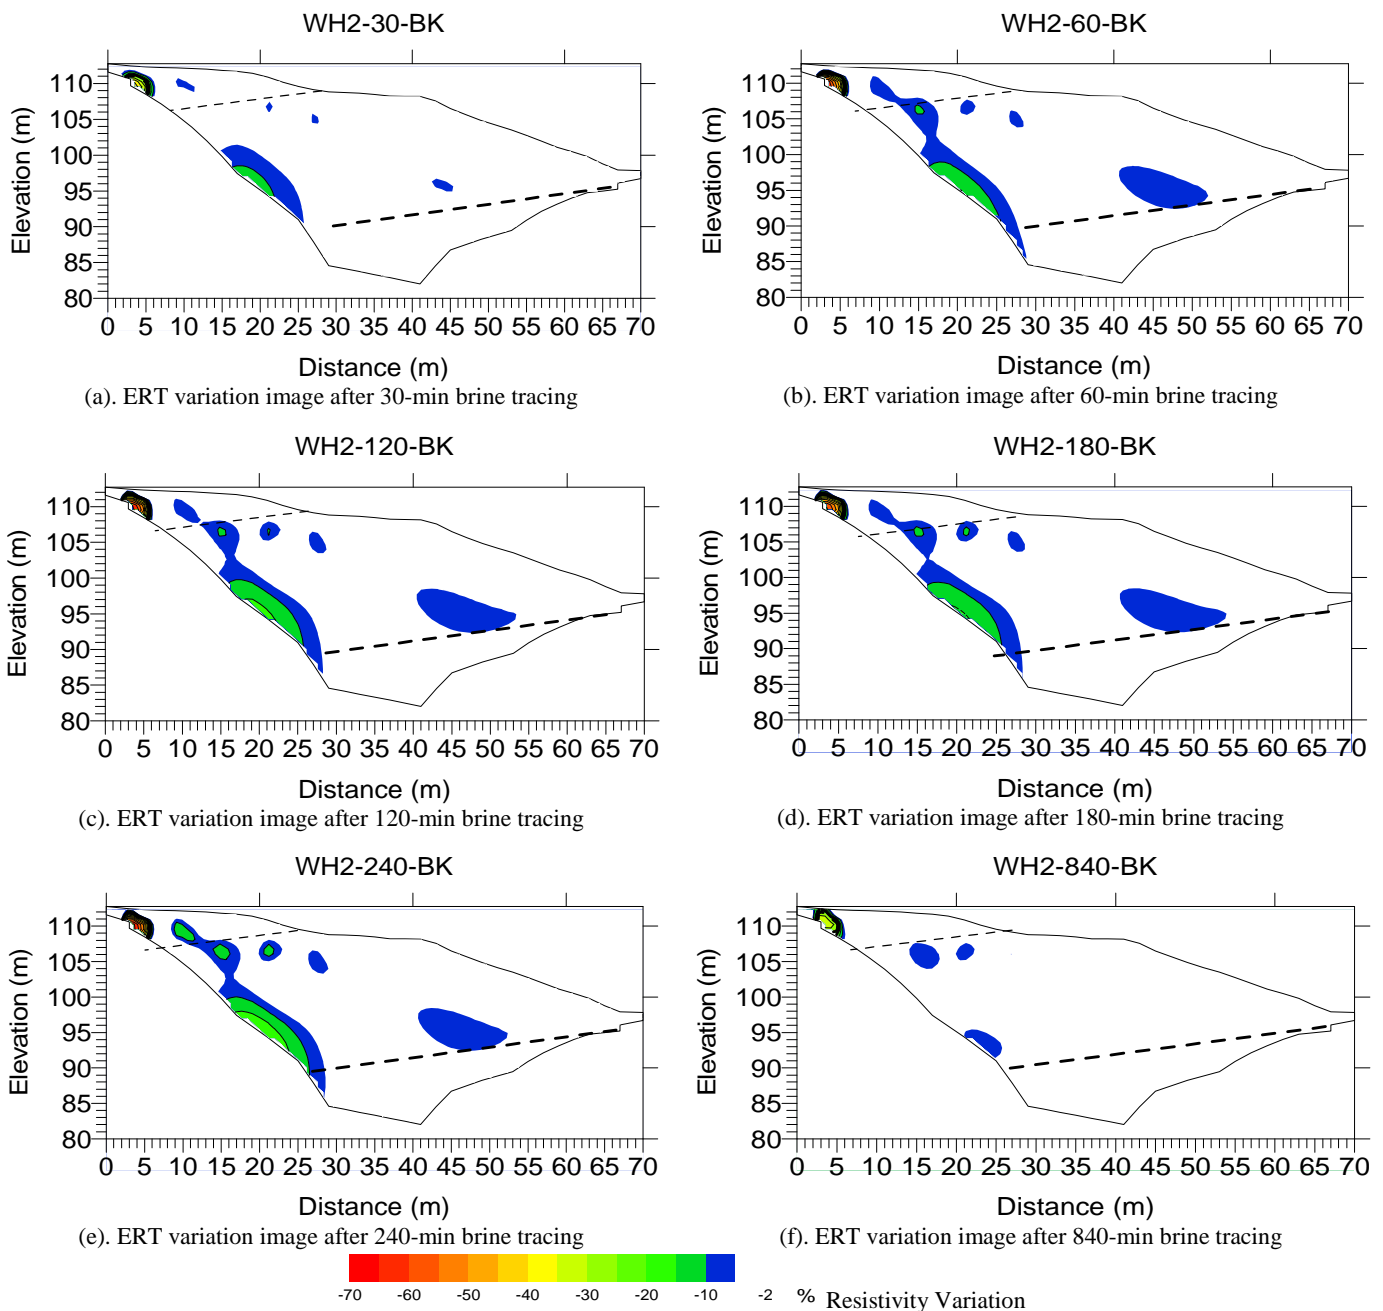 WH2-30-BK
WH2-60-BK
110
105
100
95
90
85
80
Elevation (m)
0 5 10 15 20 25 30 35 40 45 50 55 60 65 70
Distance (m)
110
105
100
95
90
85
80
Elevation (m)
0 5 10 15 20 25 30 35 40 45 50 55 60 65 70
Distance (m)
(a). ERT variation image after 30-min brine tracing
(b). ERT variation image after 60-min brine tracing
WH2-120-BK
WH2-180-BK
110
105
100
95
90
85
80
Elevation (m)
0 5 10 15 20 25 30 35 40 45 50 55 60 65 70
Distance (m)
110
105
100
95
90
85
80
Elevation (m)
0 5 10 15 20 25 30 35 40 45 50 55 60 65 70
Distance (m)
(c). ERT variation image after 120-min brine tracing
(d). ERT variation image after 180-min brine tracing
WH2-240-BK
WH2-840-BK
110
105
100
95
90
85
80
Elevation (m)
0 5 10 15 20 25 30 35 40 45 50 55 60 65 70
Distance (m)
110
105
100
95
90
85
80
Elevation (m)
0 5 10 15 20 25 30 35 40 45 50 55 60 65 70
Distance (m)
(e). ERT variation image after 240-min brine tracing
(f). ERT variation image after 840-min brine tracing
-70 -60 -50 -40 -30 -20 -10 -2 % Resistivity Variation